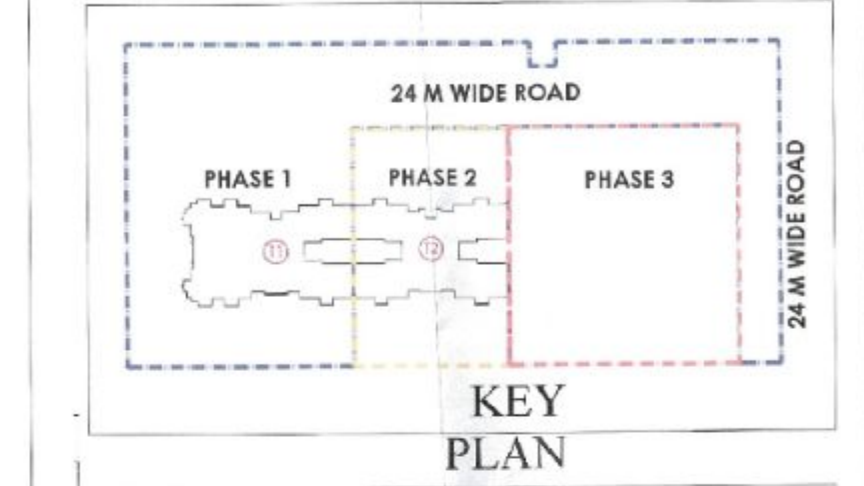 24 M WIDE ROAD
PHASE 1
PHASE 2
PHASE 3
T1
T2
24 M WIDE ROAD
KEY
PLAN